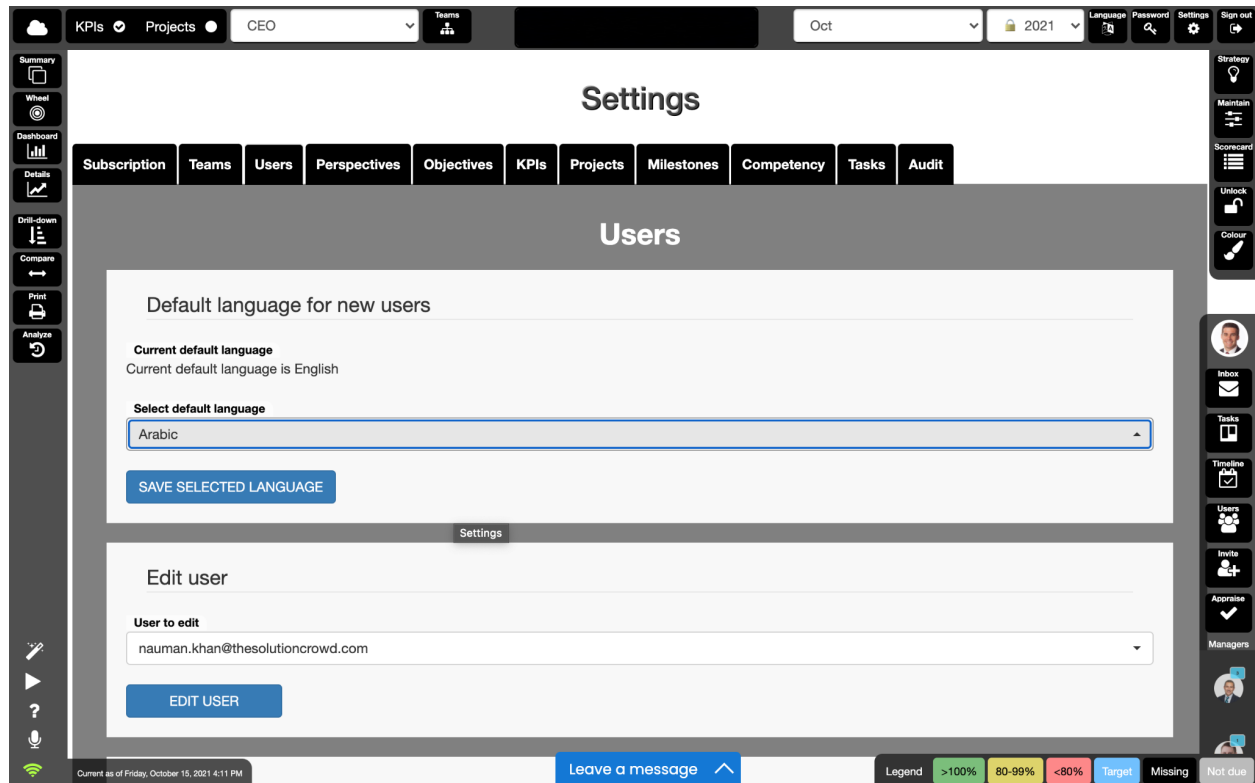 KPIs Projects CEO Teams Oct 2021 Language Password Settings Sign out
Summary
Wheel
Dashboard
Details
Drill-down
Compare
Print
Analyze
Settings
Subscription Teams Users Perspectives Objectives KPIs Projects Milestones Competency Tasks Audit
Users
Default language for new users
Current default language
Current default language is English
Select default language
Arabic
SAVE SELECTED LANGUAGE
Settings
Edit user
User to edit
nauman.khan@thesolutioncrowd.com
EDIT USER
Strategy
Maintain
Scorecard
Unlock
Colour
Inbox
Tasks
Timeline
Users
Invite
Appraise
Managers
?
Current as of Friday, October 15, 2021 4:11 PM
Leave a message
Legend >100% 80-99% <80% Target Missing Not due